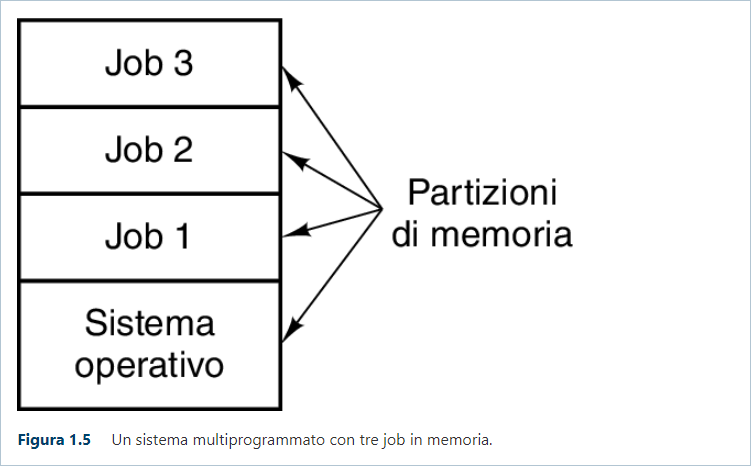 Job 3
Job 2
Job 1
Sistema
operativo
Partizioni
di memoria
Figura 1.5 Un sistema multiprogrammato con tre job in memoria.